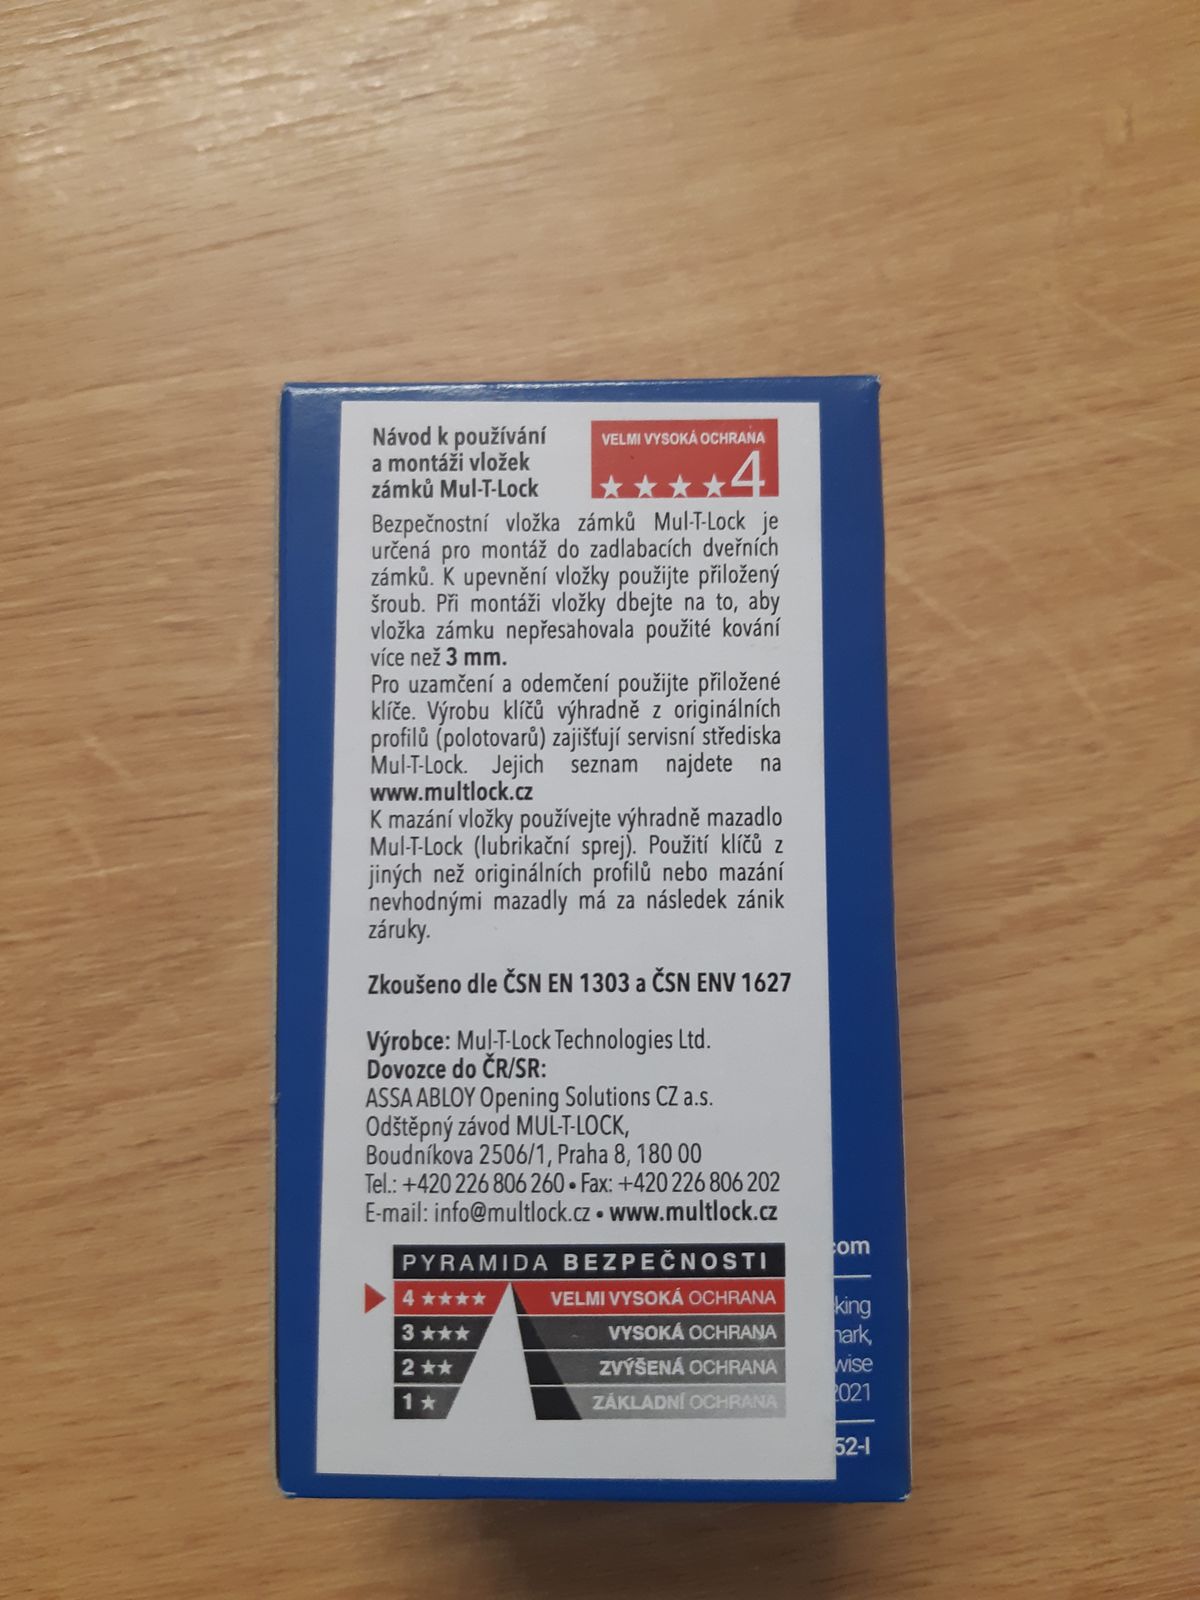 Návod k používání
a montáži vložek
zámků Mul-T-Lock
VELMI VYSOKÁ OCHRANA
★★★★4
Bezpečnostní vložka zámků Mul-T-Lock je
určená pro montáž do zadlabacích dveřních
zámků. K upevnění vložky použijte přiložený
šroub. Při montáži vložky dbejte na to, aby
vložka zámku nepřesahovala použité kování
více než 3 mm.
Pro uzamčení a odemčení použijte přiložené
klíče. Výrobu klíčů výhradně z originálních
profilů (polotovarů) zajišťují servisní střediska
Mul-T-Lock. Jejich seznam najdete na
www.multlock.cz
K mazání vložky používejte výhradně mazadlo
Mul-T-Lock (lubrikační sprej). Použití klíčů z
jiných než originálních profilů nebo mazání
nevhodnými mazadly má za následek zánik
záruky.
Zkoušeno dle ČSN EN 1303 a ČSN ENV 1627
Výrobce: Mul-T-Lock Technologies Ltd.
Dovozce do ČR/SR:
ASSA ABLOY Opening Solutions CZ a.s.
Odštěpný závod MUL-T-LOCK,
Boudníkova 2506/1, Praha 8, 180 00
Tel.: +420 226 806 260 • Fax: +420 226 806 202
E-mail: info@multlock.cz • www.multlock.cz
PYRAMIDA BEZPEČNOSTI
4 ★★★★ VELMI VYSOKÁ OCHRANA
3 ★★★ VYSOKÁ OCHRANA
2 ★★ ZVÝŠENÁ OCHRANA
1 ★ ZÁKLADNÍ OCHRANA
com
king
ark,
wise
2021
52-I